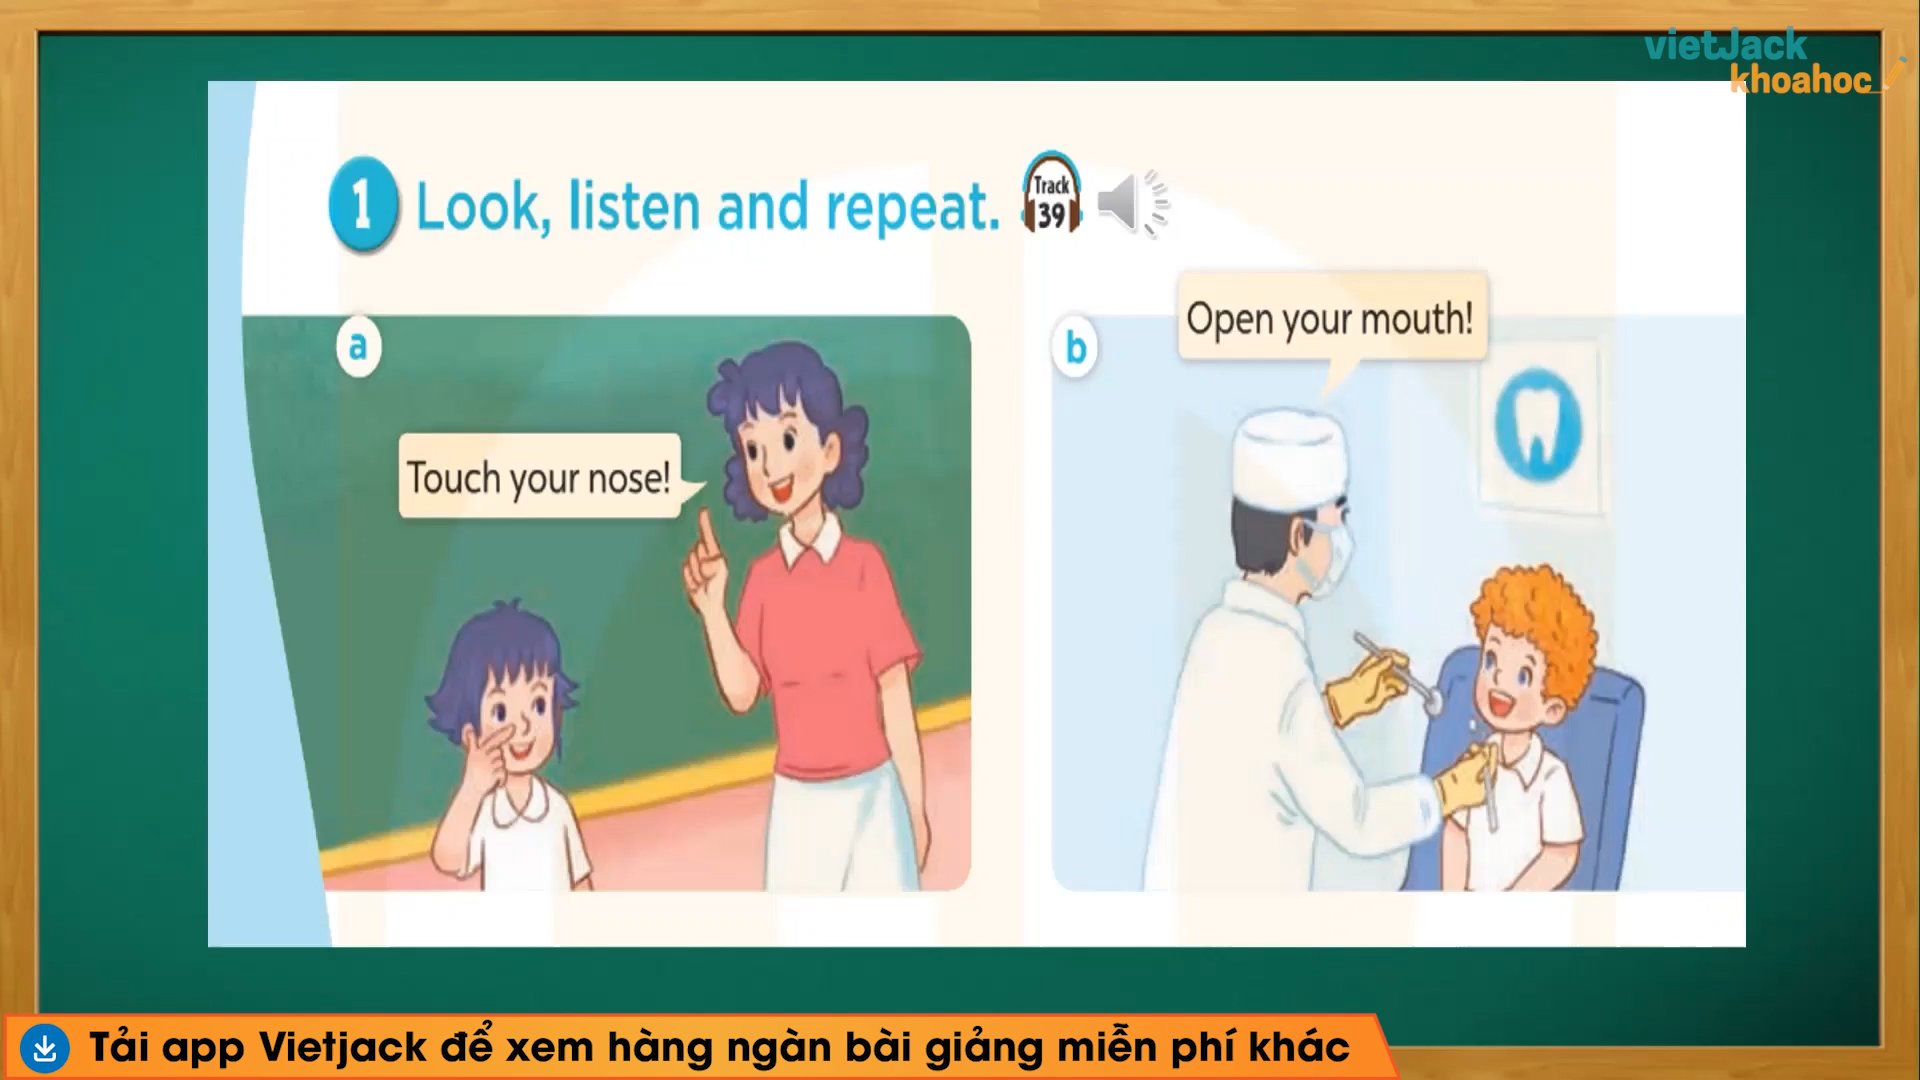 vietJack
khoahoc
1 Look, listen and repeat. Track 39
a
Touch your nose!
b
Open your mouth!
Tải app Vietjack để xem hàng ngàn bài giảng miễn phí khác